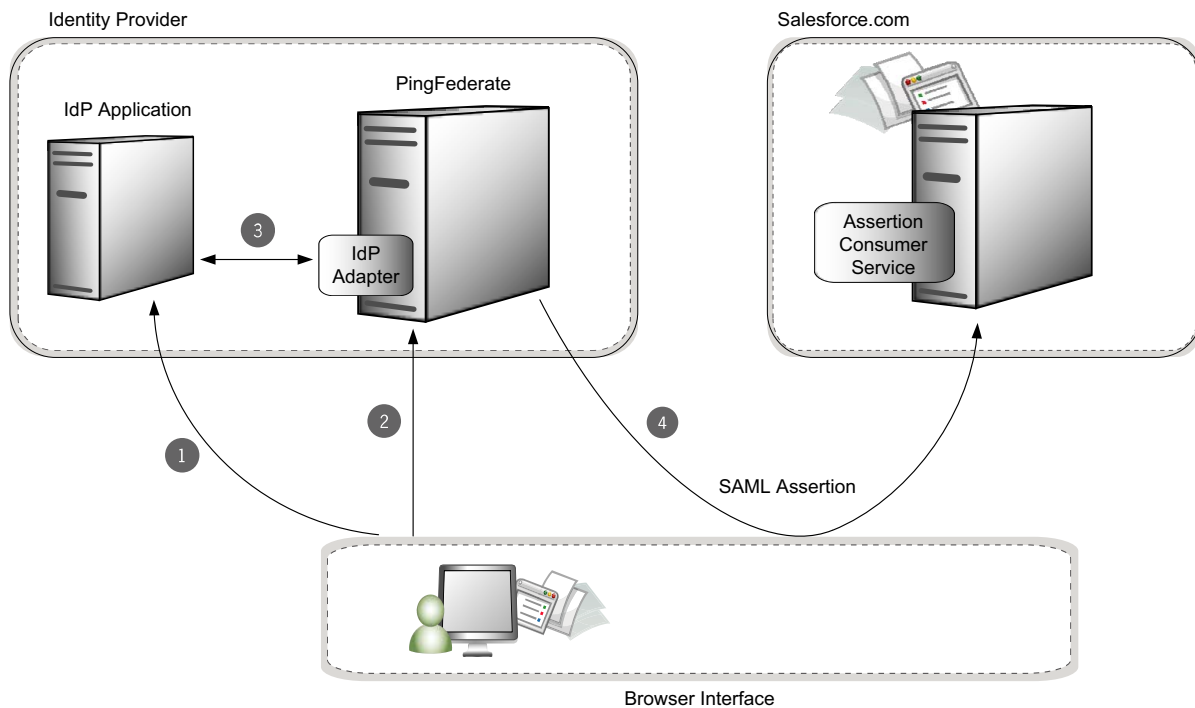 Identity Provider
Salesforce.com
PingFederate
IdP Application
3
IdP
Adapter
Assertion
Consumer
Service
2
4
1
SAML Assertion
Browser Interface